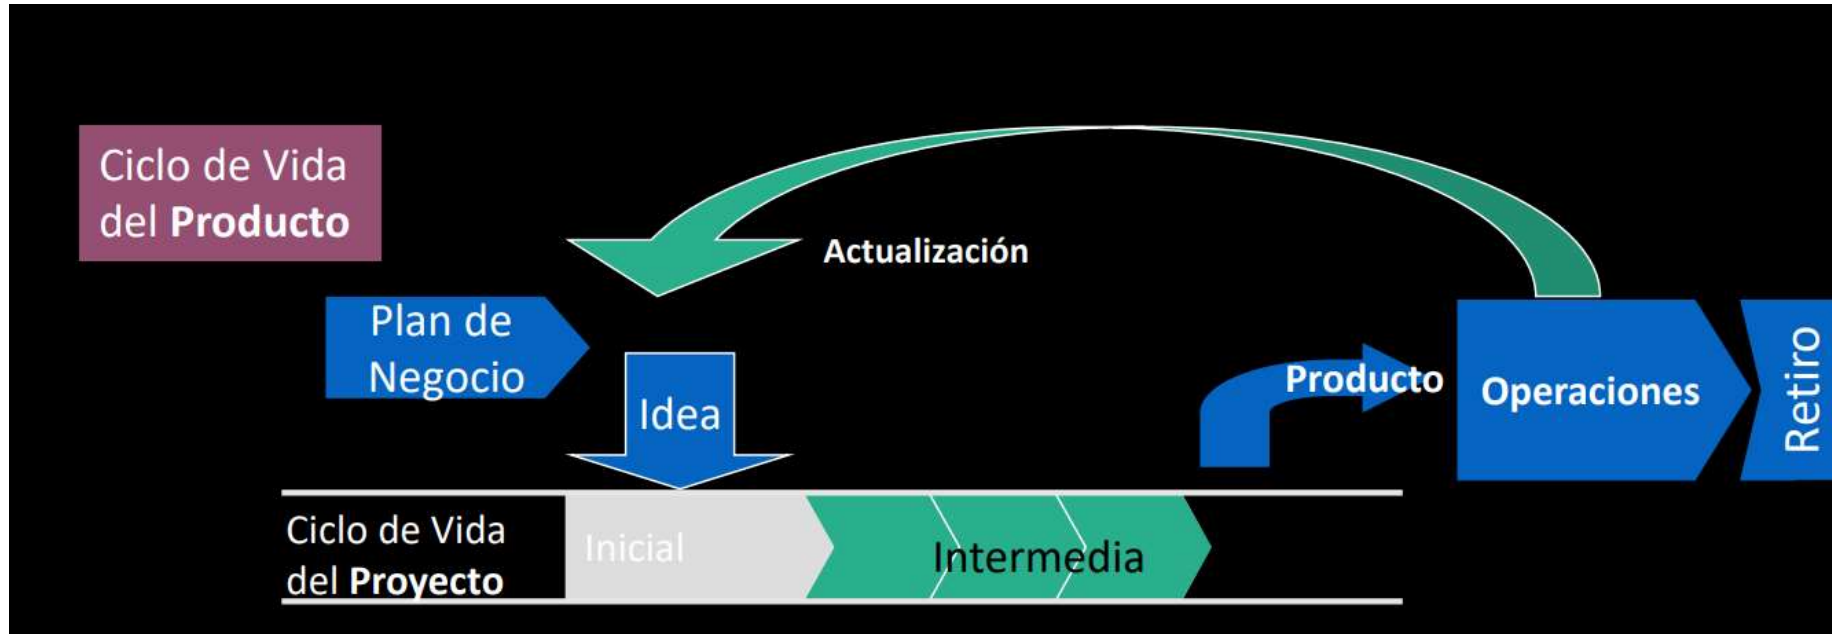 Ciclo de Vida
del Producto
Actualización
Plan de
Negocio
Idea
Producto
Operaciones
Retiro
Ciclo de Vida
del Proyecto
Inicial
Intermedia